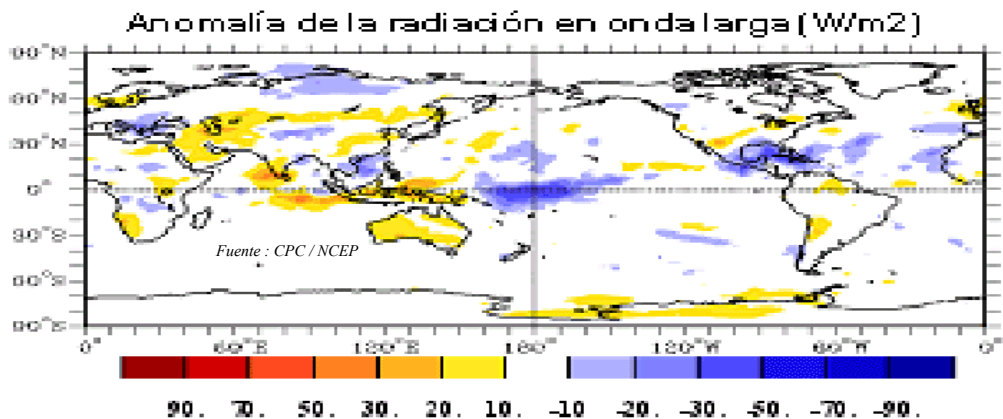 Anomalía de la radiación en onda larga (W/m2)
90°N
60°N
30°N
0°
30°S
60°S
90°S
Fuente : CPC / NCEP
0° 60°E 120°E 180° 120°W 60°W 0°
90. 70. 50. 30. 20. 10. -10 -20. -30. -50. -70. -90.